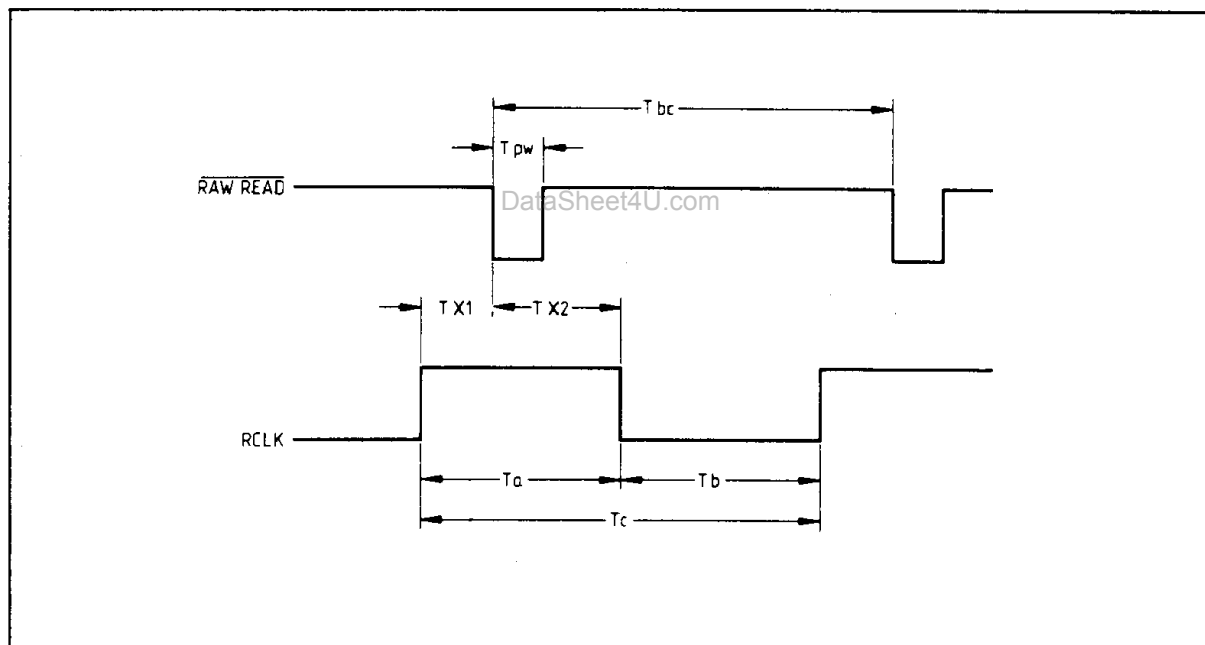 T bc
T pw
RAW READ
DataSheet4U.com
T X1
T X2
RCLK
Ta
Tb
Tc